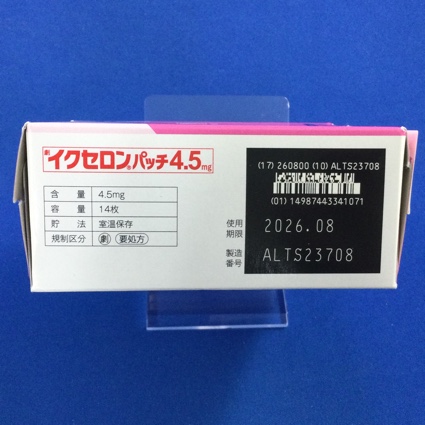 劇 イクセロン®パッチ4.5mg
含 量 4.5mg
容 量 14枚
貯 法 室温保存
規制区分 劇 要処方
(17) 260800 (10) ALTS23708
(01) 14987443341071
使用期限 2026.08
製造番号 ALTS23708